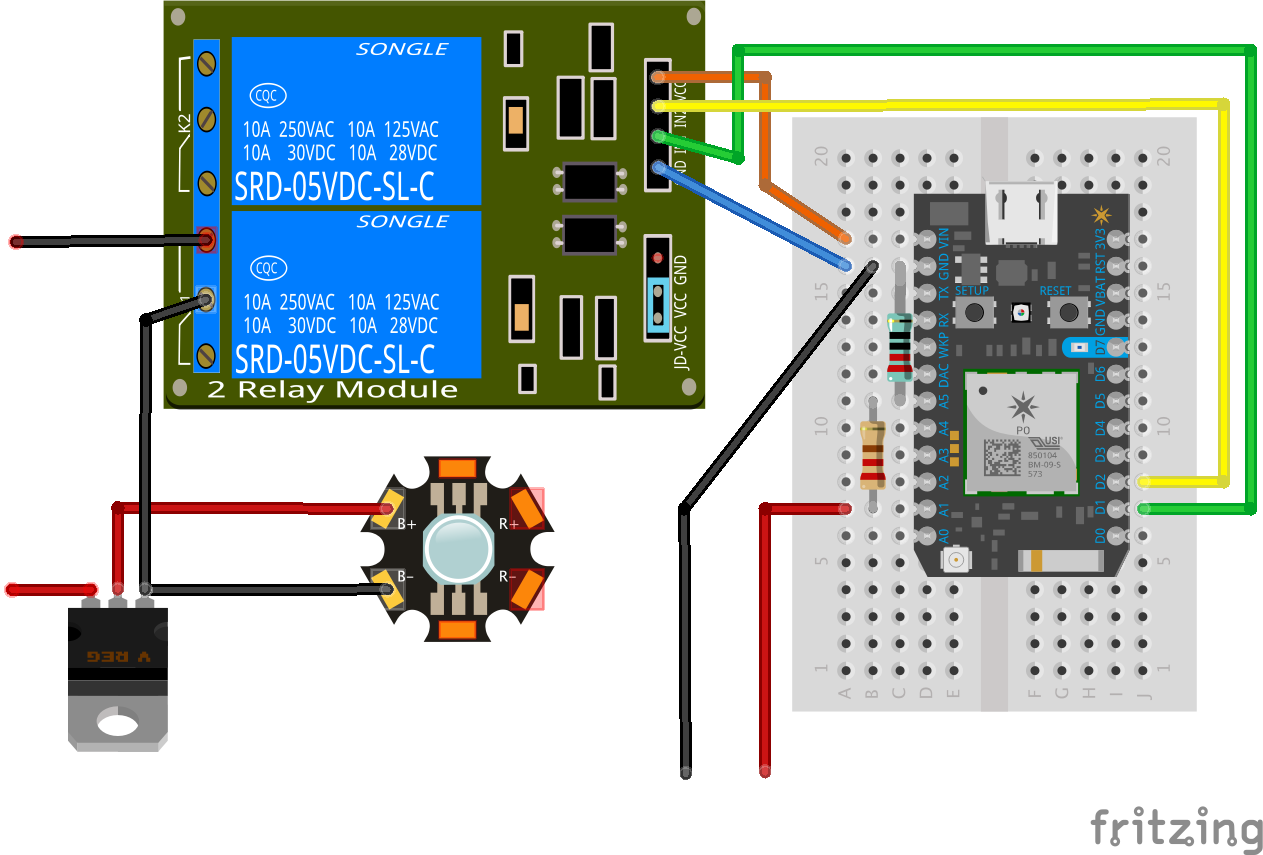 SONGLE
CQC
10A 250VAC 10A 125VAC
10A 30VDC 10A 28VDC
SRD-05VDC-SL-C
K2
SONGLE
CQC
10A 250VAC 10A 125VAC
10A 30VDC 10A 28VDC
SRD-05VDC-SL-C
2 Relay Module
VCC
IN2
JD-VCC VCC GND
B+
R+
B-
R-
V REG
20
20
15
15
10
10
5
5
1
1
A B C D E
F G H I J
VIN
GND
TX
RX
WKP
DAC
A5
A4
A3
A2
A1
A0
3V3
RST
VBAT
GND
D7
D6
D5
D4
D3
D2
D1
D0
SETUP
RESET
P0
USI
850104
BM-09-S
573
fritzing